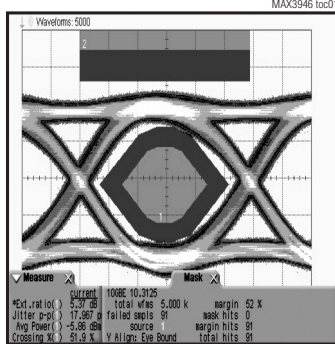 MAX3946 toc01
Waveforms: 5000
2
1
Measure
Mask
current
*Ext.ratio( ) 5.37 dB
Jitter p-p( ) 17.967 p
Avg Power( ) -5.86 dBm
Crossing %( ) 51.9 %
10GBE 10.3125
total wfms 5.000 k margin 52 %
failed smpls 91 mask hits 0
source 1 margin hits 91
Y Align: Eye Bound total hits 91